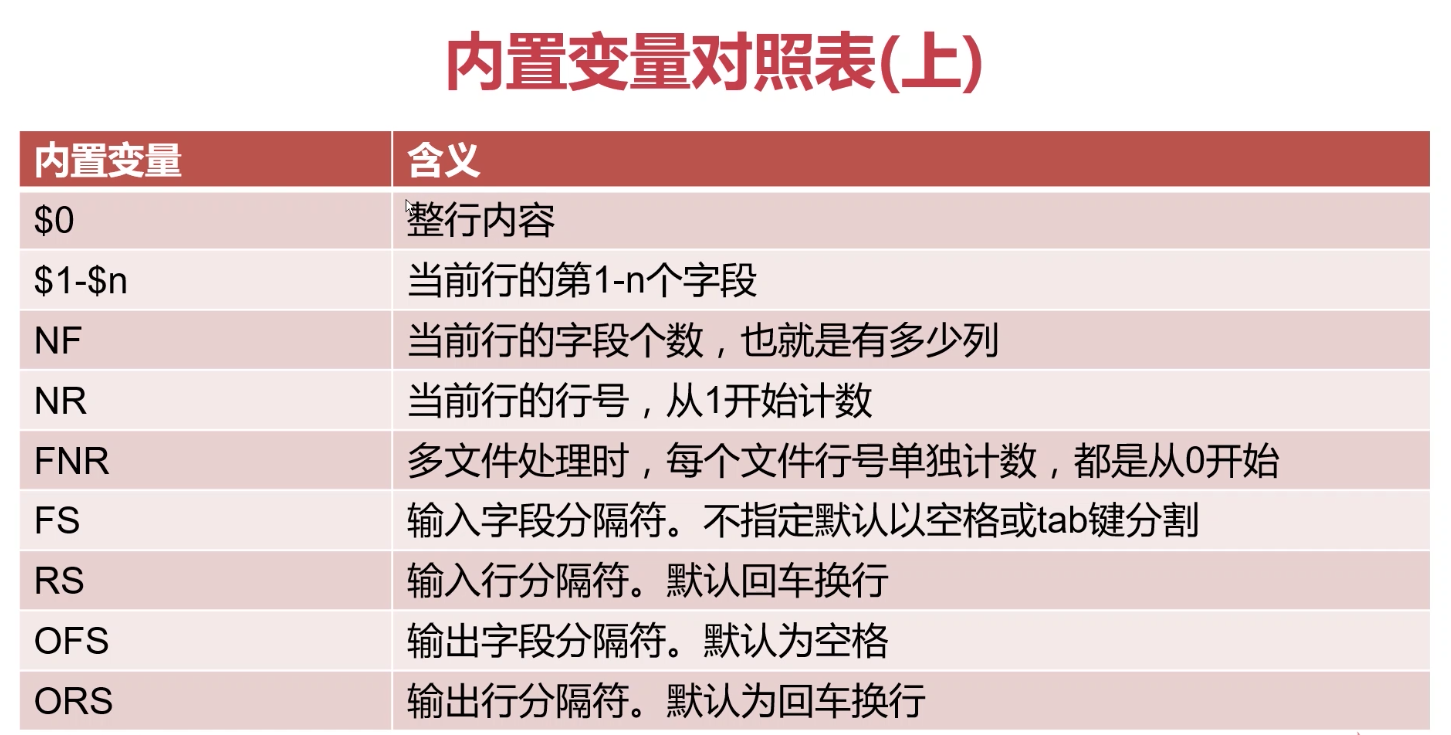 内置变量对照表(上)
内置变量 含义
$0 整行内容
$1-$n 当前行的第1-n个字段
NF 当前行的字段个数，也就是有多少列
NR 当前行的行号，从1开始计数
FNR 多文件处理时，每个文件行号单独计数，都是从0开始
FS 输入字段分隔符。不指定默认以空格或tab键分割
RS 输入行分隔符。默认回车换行
OFS 输出字段分隔符。默认为空格
ORS 输出行分隔符。默认为回车换行